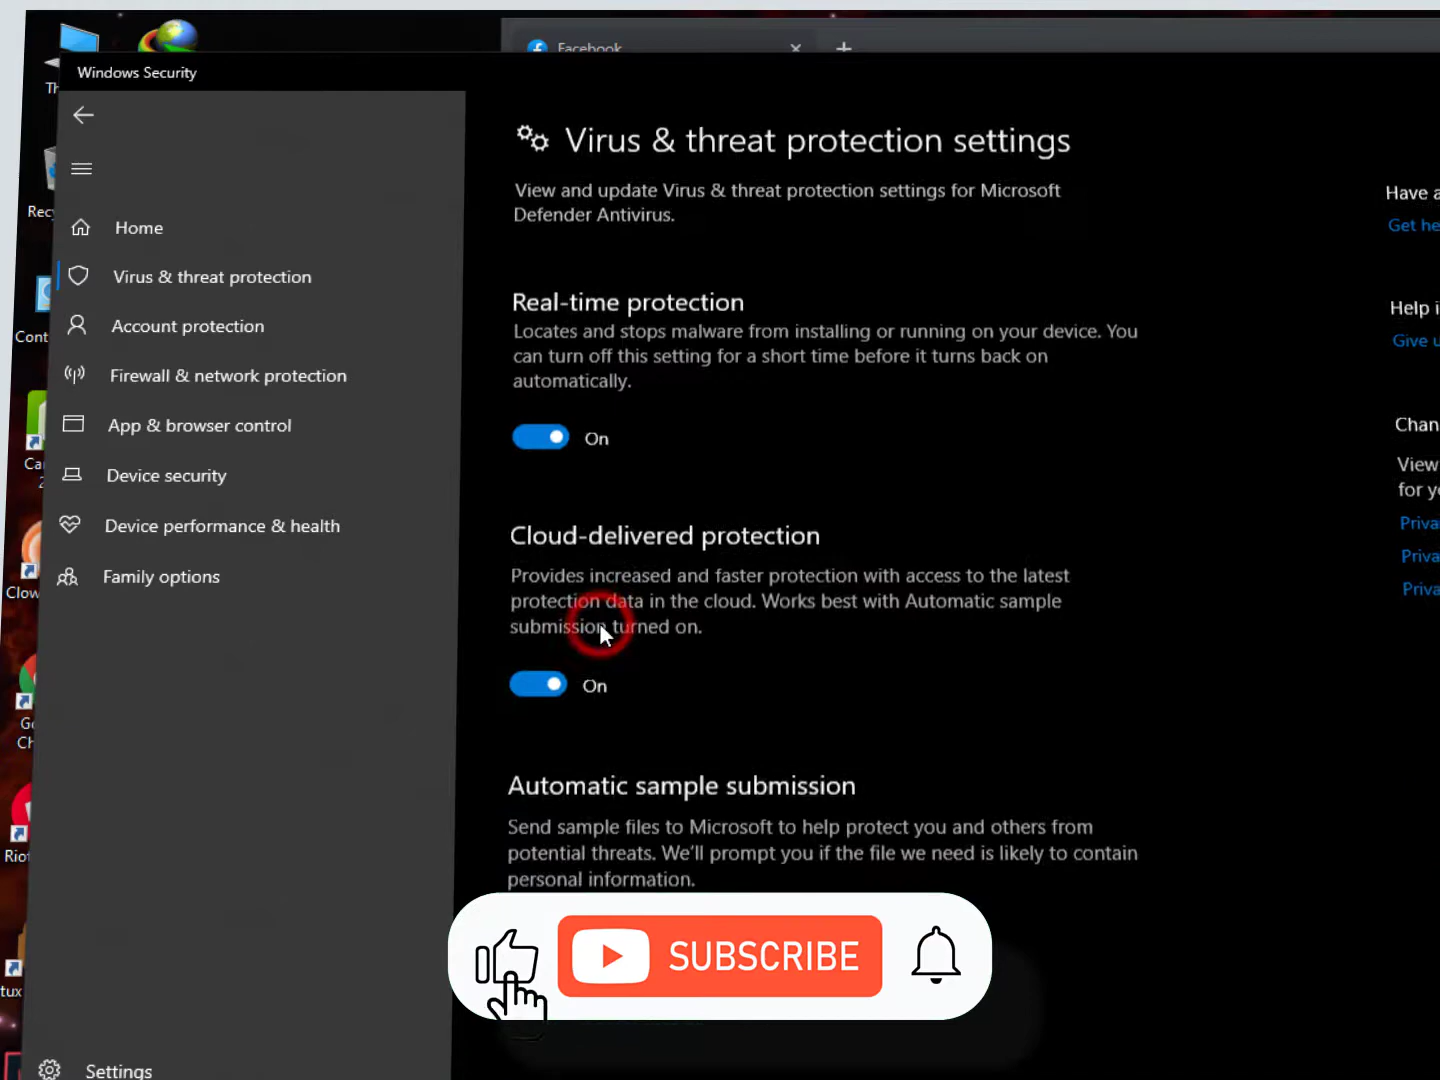 Facebook
Windows Security
Home
Virus & threat protection
Account protection
Firewall & network protection
App & browser control
Device security
Device performance & health
Family options
Settings
Virus & threat protection settings
View and update Virus & threat protection settings for Microsoft
Defender Antivirus.
Real-time protection
Locates and stops malware from installing or running on your device. You
can turn off this setting for a short time before it turns back on
automatically.
On
Cloud-delivered protection
Provides increased and faster protection with access to the latest
protection data in the cloud. Works best with Automatic sample
submission turned on.
On
Automatic sample submission
Send sample files to Microsoft to help protect you and others from
potential threats. We'll prompt you if the file we need is likely to contain
personal information.
SUBSCRIBE
Have a
Get he
Help i
Give u
Chan
View
for yo
Priva
Priva
Priva